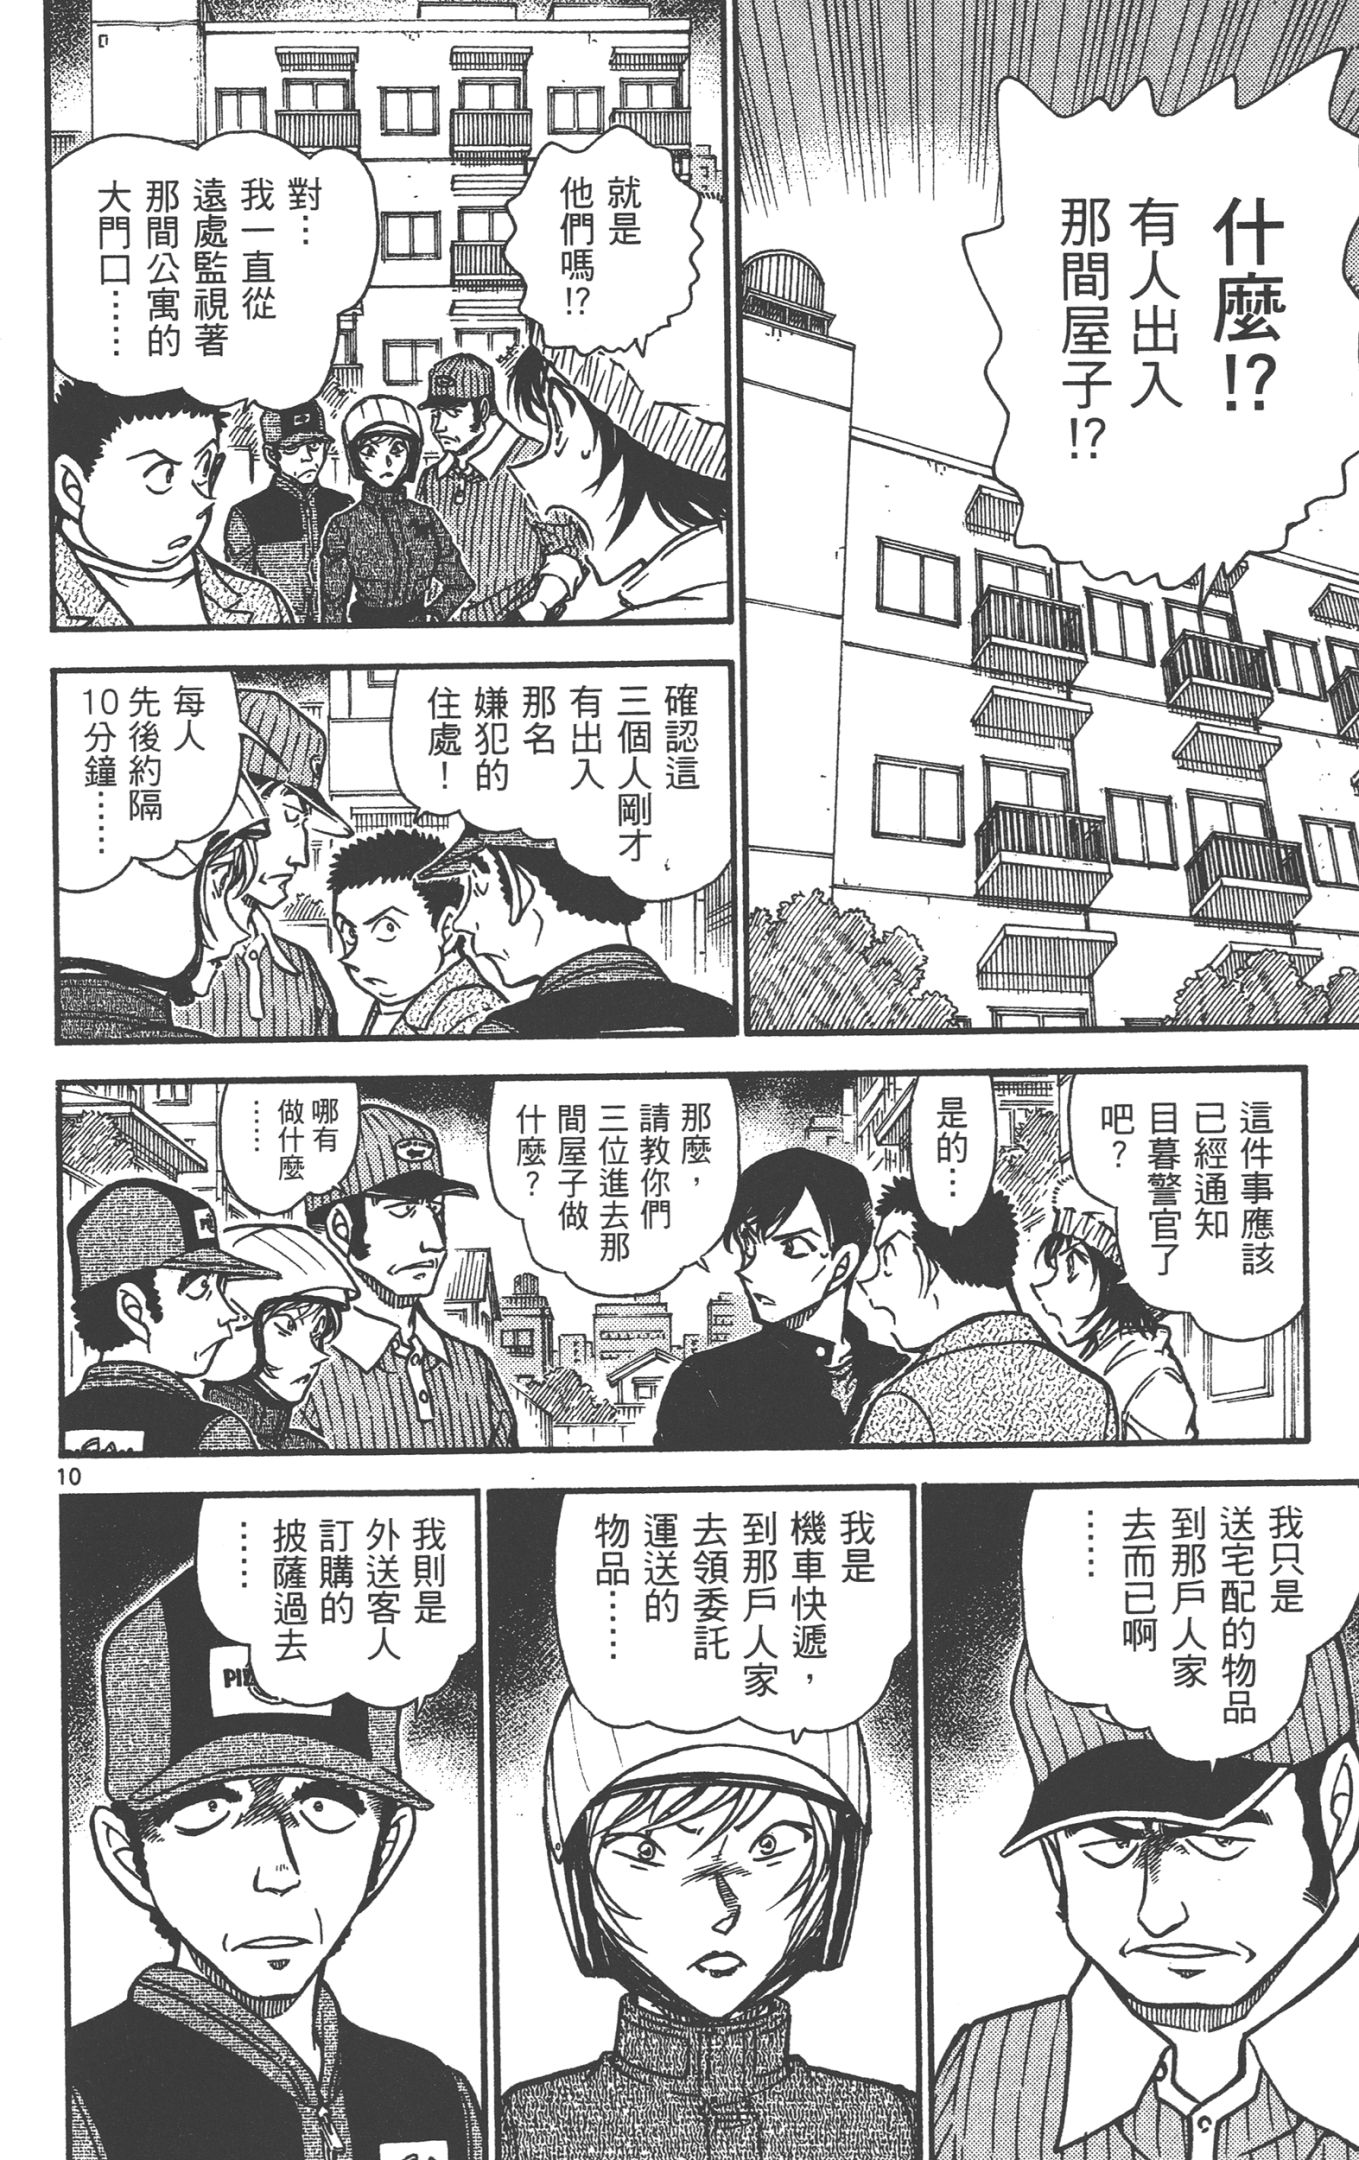 什麼!?
有人出入
那間屋子!?
就是
他們嗎!?
對…
我一直從
遠處監視著
那間公寓的
大門口……
確認這
三個人剛才
有出入
那名
嫌犯的
住處！
每人
先後約隔
10分鐘……
這件事應該
已經通知
目暮警官了
吧？
是的…
那麼，
請教你們
三位進去那
間屋子做
什麼？
哪有
做什麼
……
10
我只是
送宅配的物品
到那戶人家
去而已啊
……
我是
機車快遞，
到那戶人家
去領委託
運送的
物品……
我則是
外送客人
訂購的
披薩過去
……